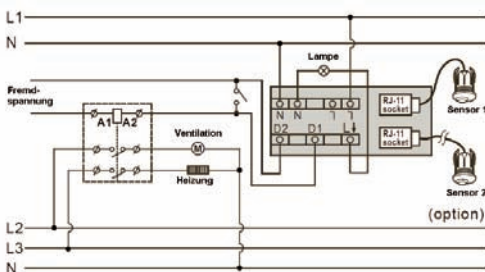 L1
N
Lampe
Fremd-
spannung
A1 A2
Ventilation
M
Heizung
N N
D2 D1 L↓
RJ-11
socket
Sensor 1
RJ-11
socket
Sensor 2
(option)
L2
L3
N